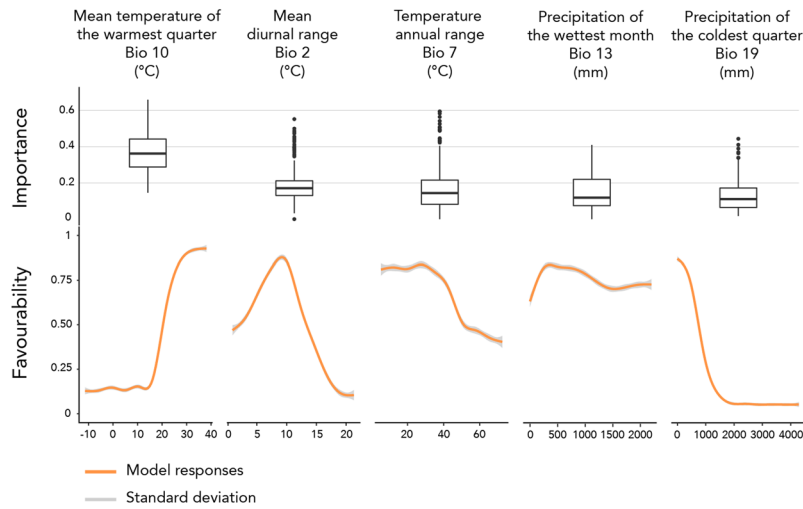 Mean temperature of
the warmest quarter
Bio 10
(°C)
Mean
diurnal range
Bio 2
(°C)
Temperature
annual range
Bio 7
(°C)
Precipitation of
the wettest month
Bio 13
(mm)
Precipitation of
the coldest quarter
Bio 19
(mm)
Importance
0.6
0.4
0.2
0
Favourability
1
0.75
0.50
0.25
0
-10 0 10 20 30 40
0 5 10 15 20
20 40 60
0 500 1000 1500 2000
0 1000 2000 3000 4000
Model responses
Standard deviation